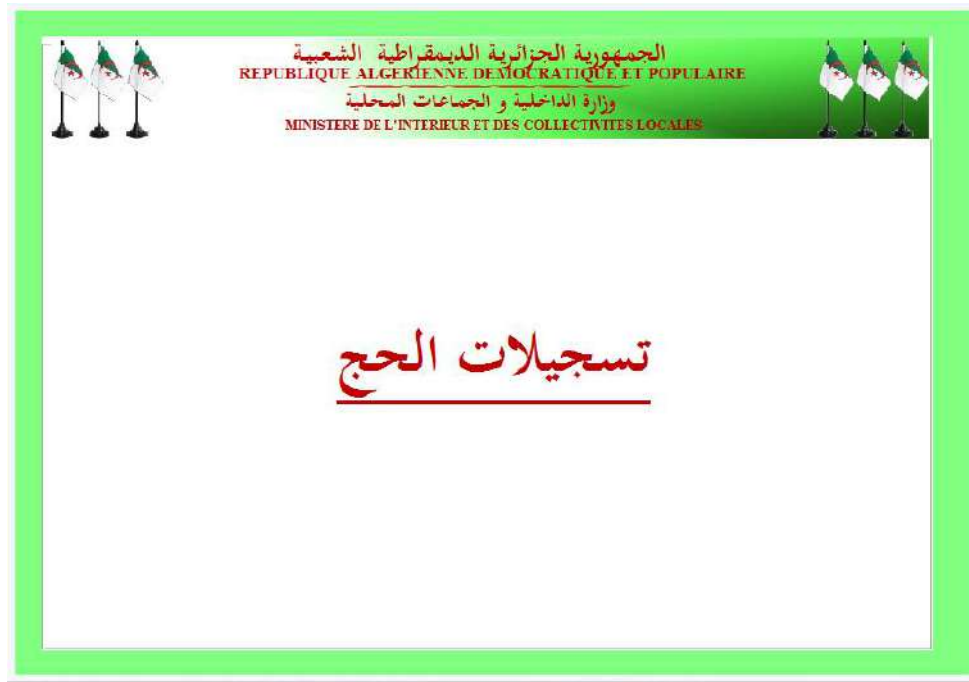 الجمهورية الجزائرية الديمقراطية الشعبية
REPUBLIQUE ALGERIENNE DEMOCRATIQUE ET POPULAIRE
وزارة الداخلية و الجماعات المحلية
MINISTERE DE L'INTERIEUR ET DES COLLECTIVITES LOCALES
تسجيلات الحج